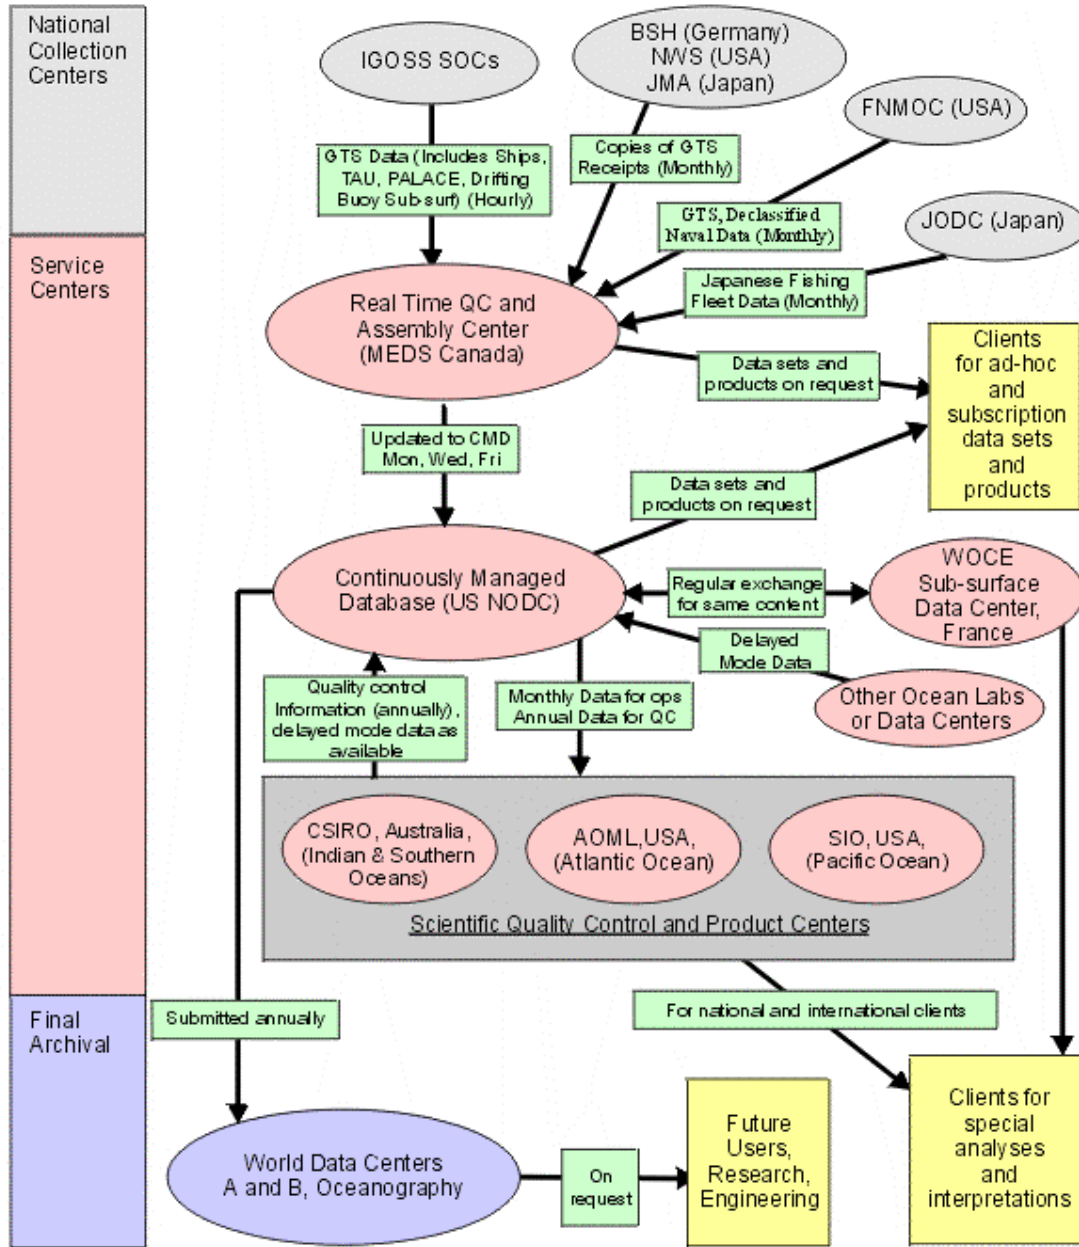 National
Collection
Centers
IGOSS SOCs
BSH (Germany)
NWS (USA)
JMA (Japan)
FNMOC (USA)
GTS Data (Includes Ships,
TAU, PALACE, Drifting
Buoy Sub-surf) (Hourly)
Copies of GTS
Receipts (Monthly)
GTS, Declassified
Naval Data (Monthly)
JODC (Japan)
Service
Centers
Japanese Fishing
Fleet Data (Monthly)
Real Time QC and
Assembly Center
(MEDS Canada)
Data sets and
products on request
Clients
for ad-hoc
and
subscription
data sets
and
products
Updated to CMD
Mon, Wed, Fri
Data sets and
products on request
Continuously Managed
Database (US NODC)
Regular exchange
for same content
WOCE
Sub-surface
Data Center,
France
Delayed
Mode Data
Other Ocean Labs
or Data Centers
Quality control
Information (annually),
delayed mode data as
available
Monthly Data for ops
Annual Data for QC
CSIRO, Australia,
(Indian & Southern
Oceans)
AOML,USA,
(Atlantic Ocean)
SIO, USA,
(Pacific Ocean)
Scientific Quality Control and Product Centers
Final
Archival
Submitted annually
For national and international clients
World Data Centers
A and B, Oceanography
On
request
Future
Users,
Research,
Engineering
Clients for
special
analyses
and
interpretations